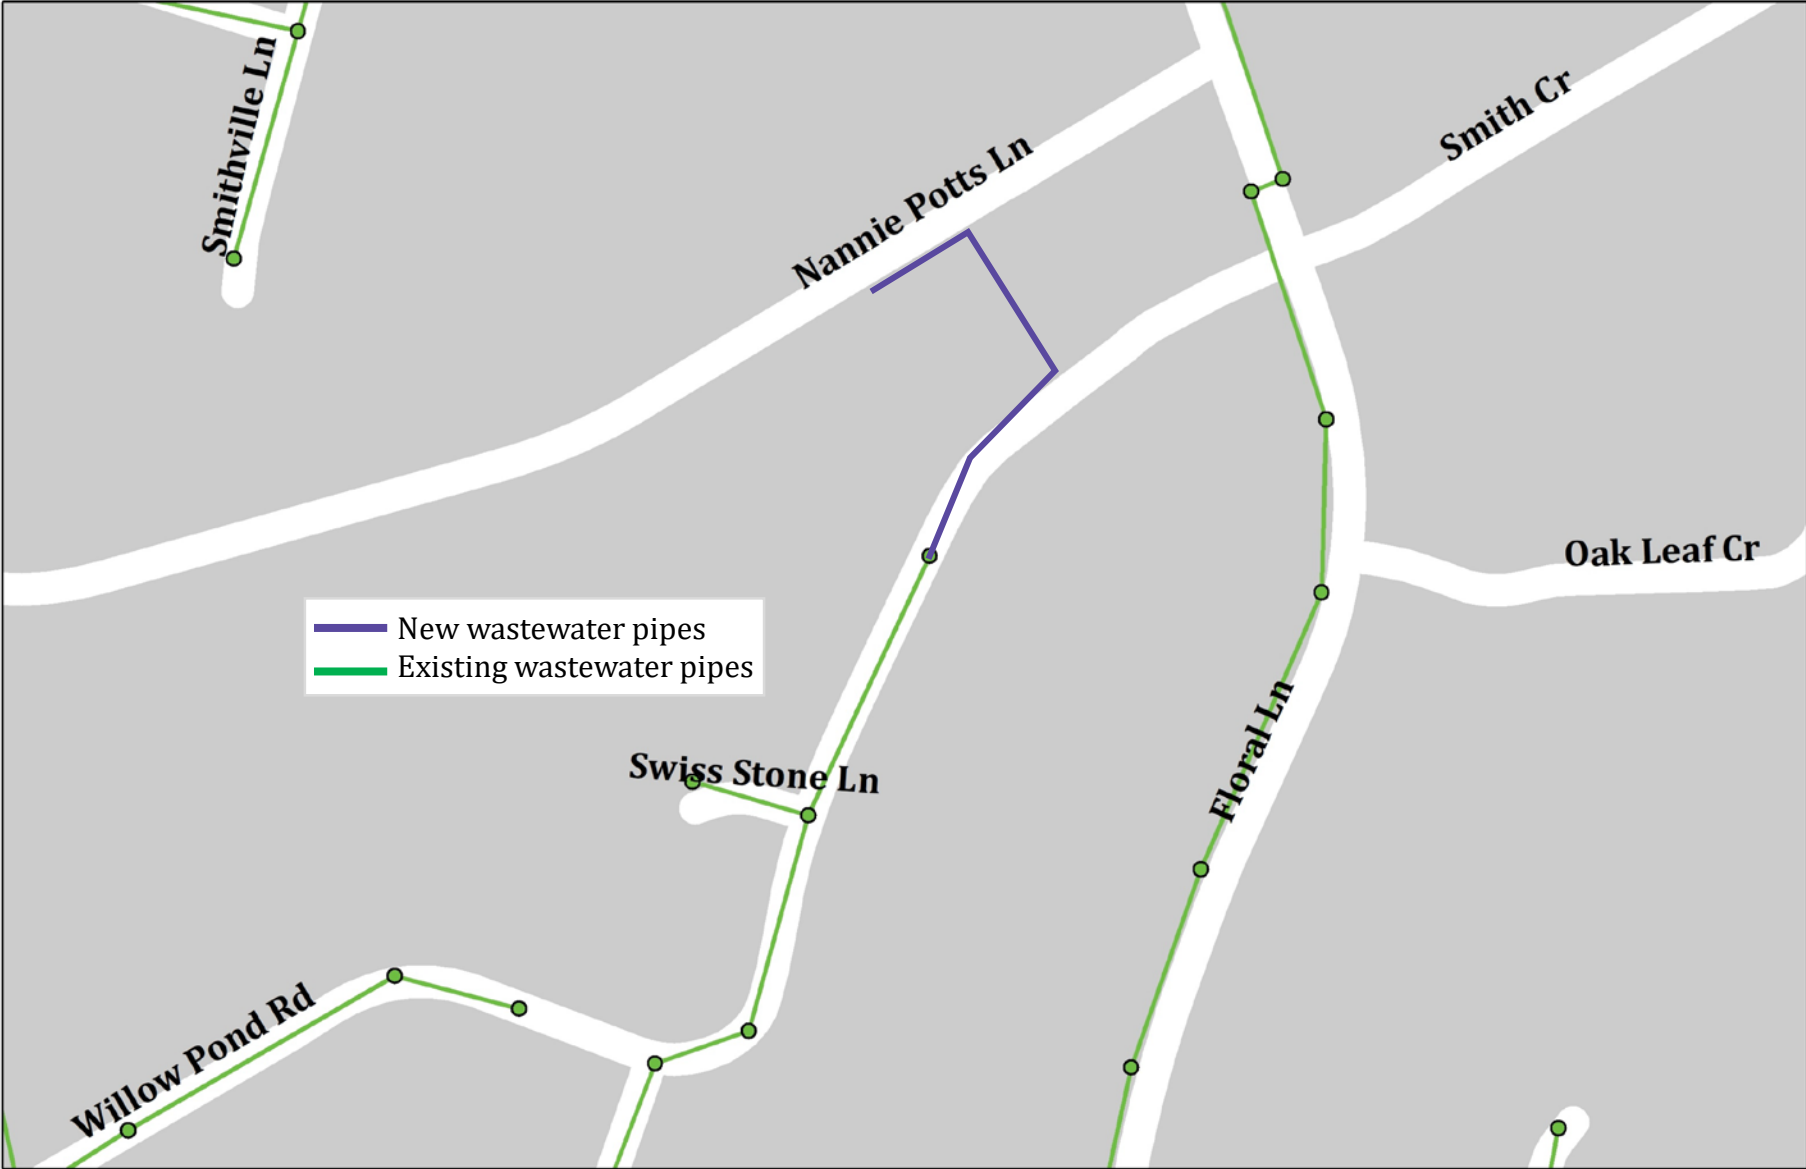 Smithville Ln
Nannie Potts Ln
Smith Cr
Oak Leaf Cr
New wastewater pipes
Existing wastewater pipes
Swiss Stone Ln
Floral Ln
Willow Pond Rd